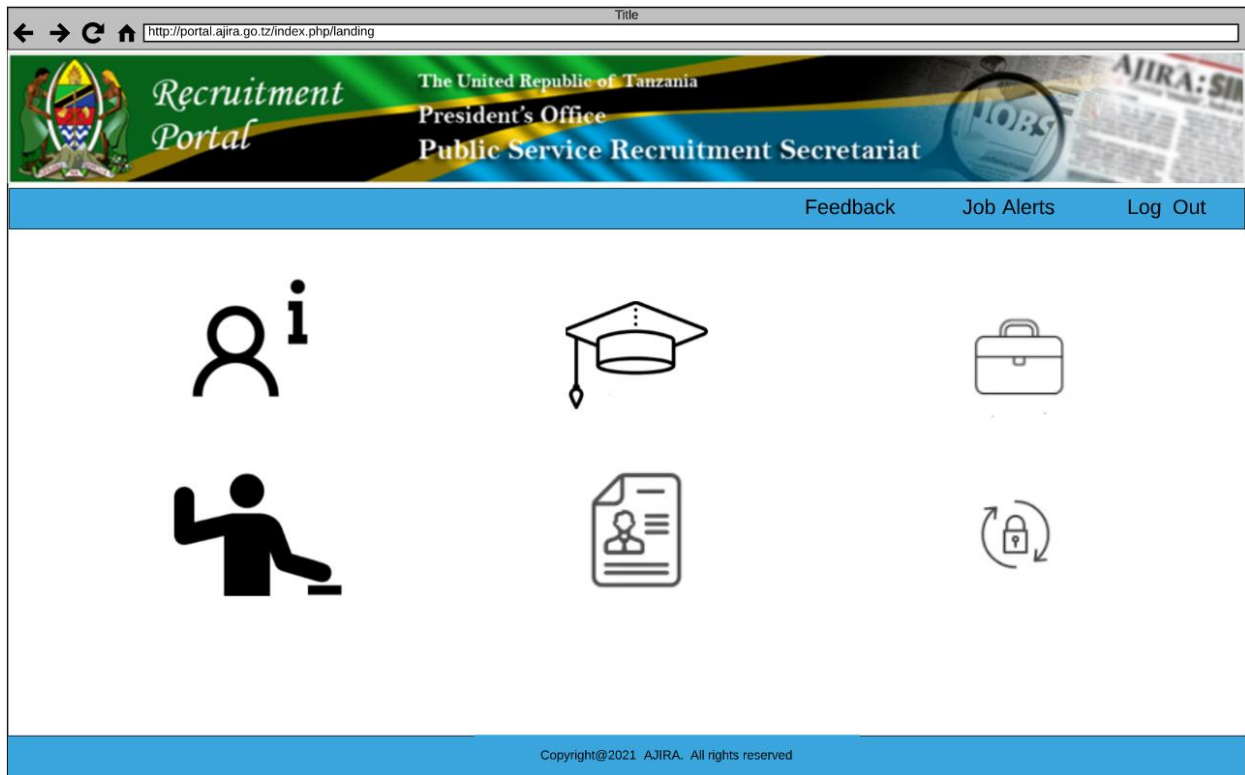 Title
http://portal.ajira.go.tz/index.php/landing
Recruitment
Portal
The United Republic of Tanzania
President's Office
Public Service Recruitment Secretariat
JOBS
AJIRA: SIN
Feedback Job Alerts Log Out
i
Copyright@2021 AJIRA. All rights reserved